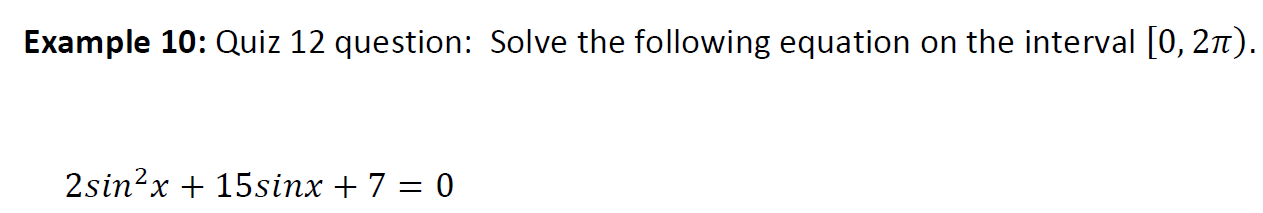 Example 10: Quiz 12 question:  Solve the following equation on the interval [0, 2𝜋).
2𝑠𝑖𝑛²𝑥 + 15𝑠𝑖𝑛𝑥 + 7 = 0